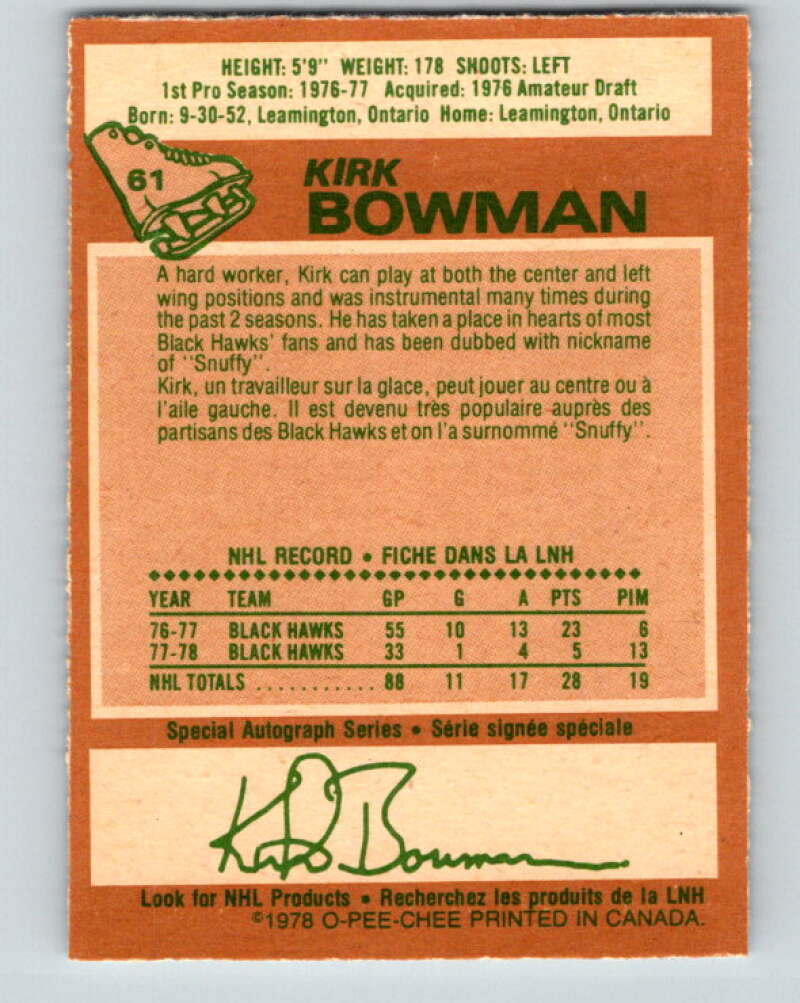 HEIGHT: 5'9" WEIGHT: 178 SHOOTS: LEFT
1st Pro Season: 1976-77 Acquired: 1976 Amateur Draft
Born: 9-30-52, Leamington, Ontario Home: Leamington, Ontario
61
KIRK
BOWMAN
A hard worker, Kirk can play at both the center and left
wing positions and was instrumental many times during
the past 2 seasons. He has taken a place in hearts of most
Black Hawks' fans and has been dubbed with nickname
of "Snuffy".
Kirk, un travailleur sur la glace, peut jouer au centre ou à
l'aile gauche. Il est devenu très populaire auprès des
partisans des Black Hawks et on l'a surnommé "Snuffy".
NHL RECORD • FICHE DANS LA LNH
YEAR TEAM GP G A PTS PIM
76-77 BLACK HAWKS 55 10 13 23 6
77-78 BLACK HAWKS 33 1 4 5 13
NHL TOTALS ........... 88 11 17 28 19
Special Autograph Series • Série signée spéciale
Kirk Bowman
Look for NHL Products • Recherchez les produits de la LNH
©1978 O-PEE-CHEE PRINTED IN CANADA.